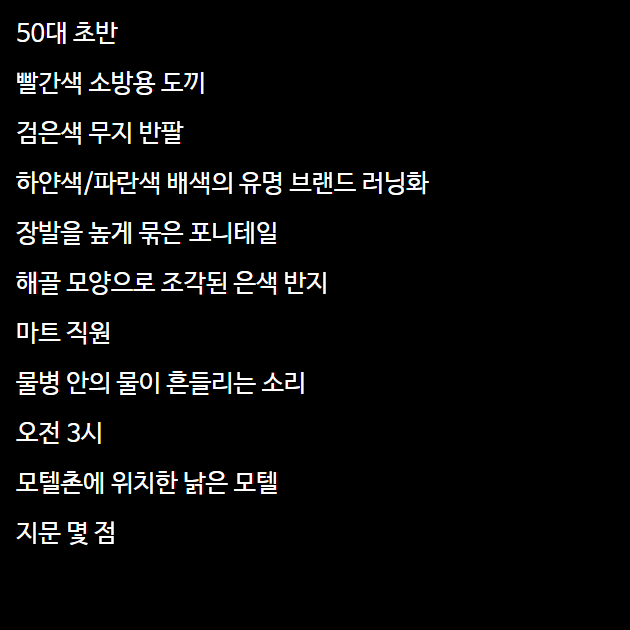 50대 초반
빨간색 소방용 도끼
검은색 무지 반팔
하얀색/파란색 배색의 유명 브랜드 러닝화
장발을 높게 묶은 포니테일
해골 모양으로 조각된 은색 반지
마트 직원
물병 안의 물이 흔들리는 소리
오전 3시
모텔촌에 위치한 낡은 모텔
지문 몇 점